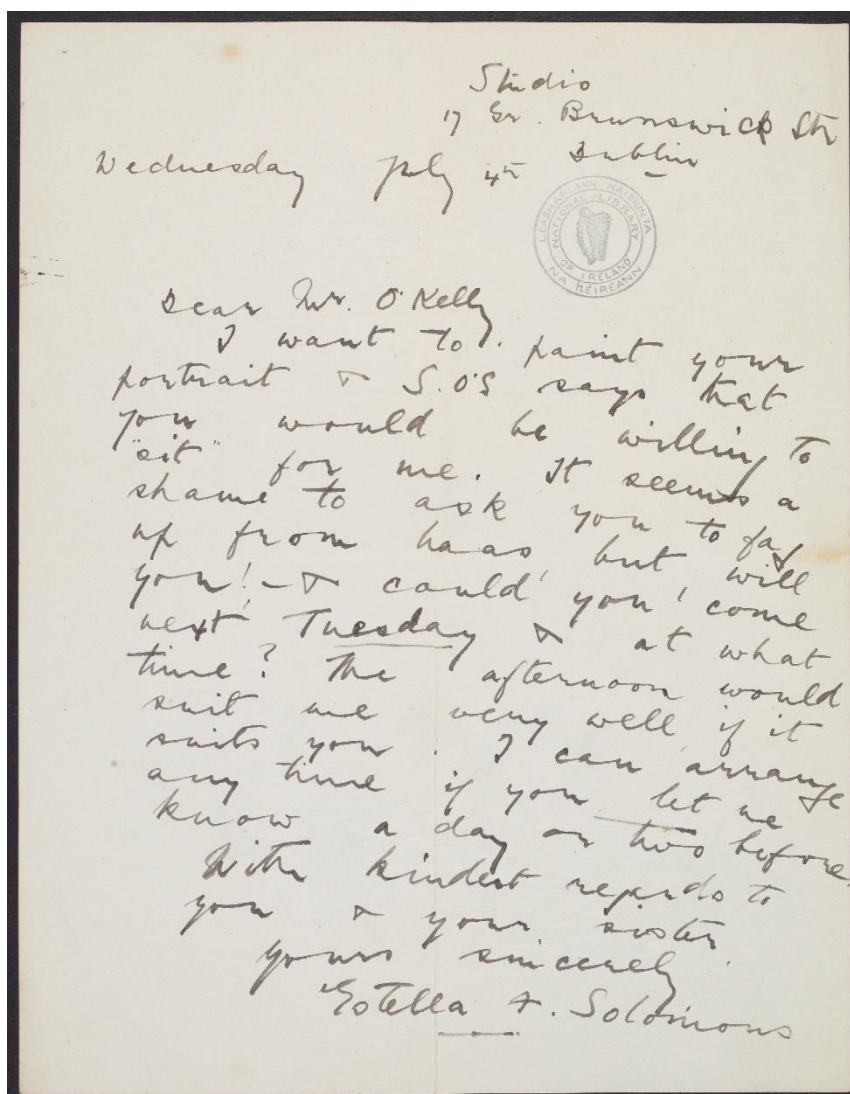 Studio
17 Gr. Brunswick Str
Dublin
Wednesday July 4th
LEABHARLANN NAISIUNTA
NA HÉIREANN
NATIONAL LIBRARY
OF IRELAND
Dear Mr. O'Kelly
I want to paint your
portrait & S.O'S says that
you would be willing to
"sit" for me. It seems a
shame to ask you to fag
up from Naas, but will
you! - & could you, come
next Tuesday & at what
time? The afternoon would
suit me very well, if it
suits you. I can arrange
any time if you let me
know a day or two before.
With kindest regards to
you & your sister.
yours sincerely
Estella F. Solomons